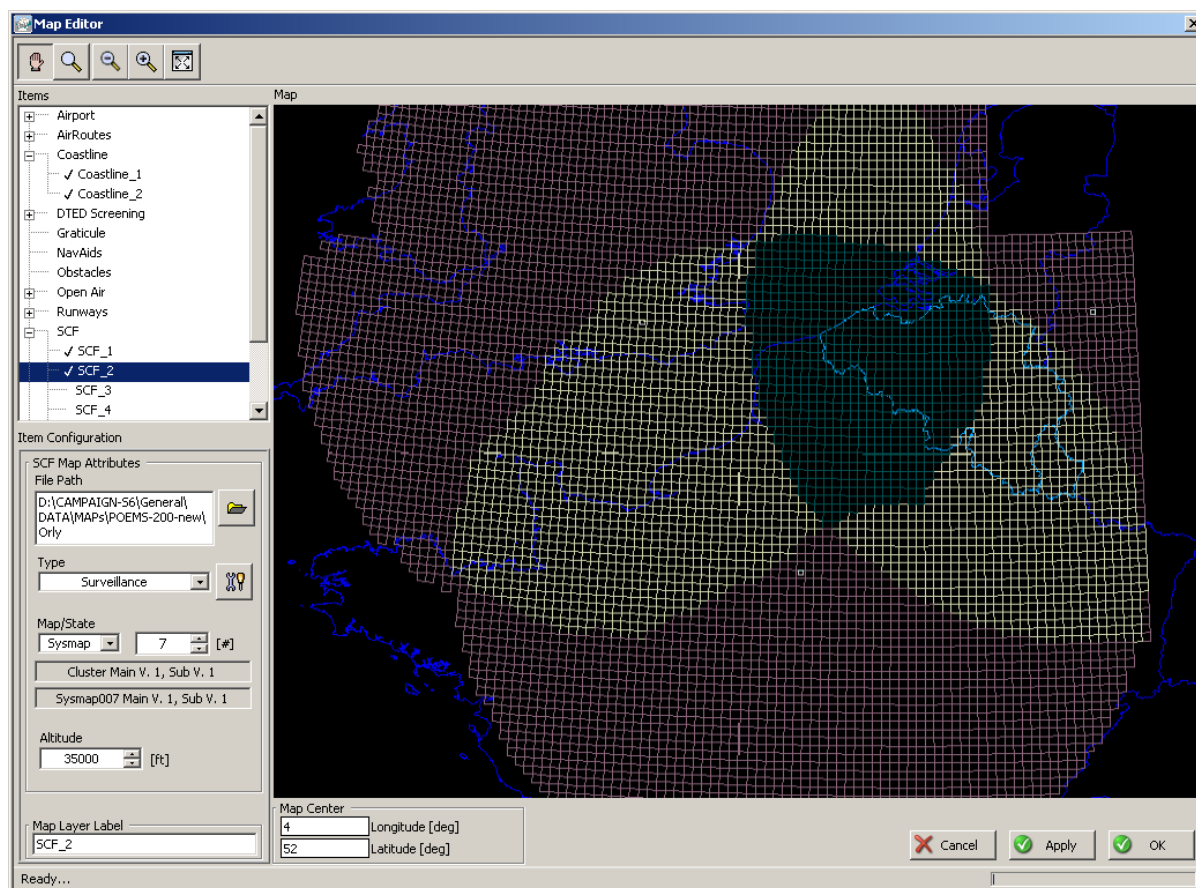 Map Editor
Items
Map
Airport
AirRoutes
Coastline
Coastline_1
Coastline_2
DTED Screening
Graticule
NavAids
Obstacles
Open Air
Runways
SCF
SCF_1
SCF_2
SCF_3
SCF_4
Item Configuration
SCF Map Attributes
File Path
D:\CAMPAIGN-S6\General\
DATA\MAPs\POEMS-200-new\
Orly
Type
Surveillance
Map/State
Sysmap 7 [#]
Cluster Main V. 1, Sub V. 1
Sysmap007 Main V. 1, Sub V. 1
Altitude
35000 [ft]
Map Layer Label
SCF_2
Map Center
4 Longitude [deg]
52 Latitude [deg]
Cancel Apply OK
Ready...